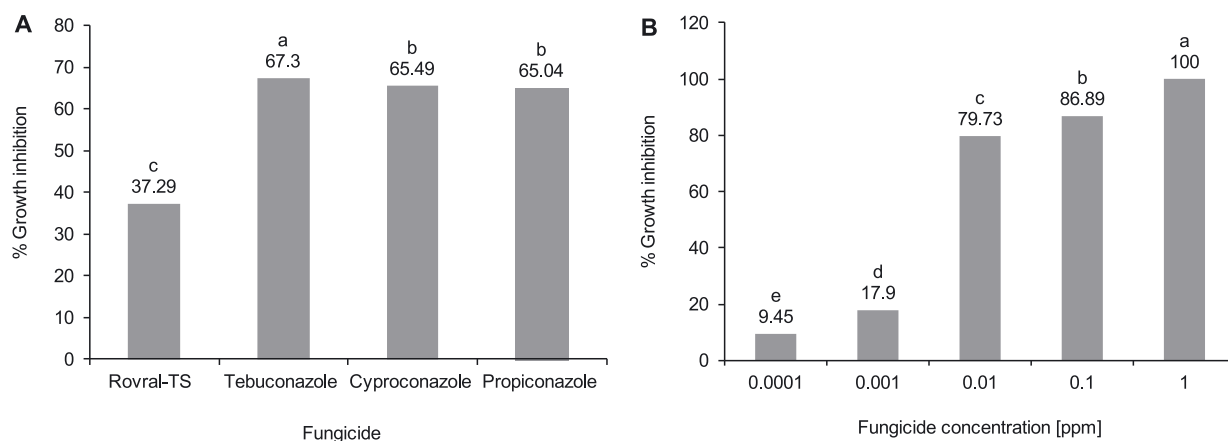 A
% Growth inhibition
80
70
60
50
40
30
20
10
0
c
37.29
a
67.3
b
65.49
b
65.04
Rovral-TS Tebuconazole Cyproconazole Propiconazole
Fungicide
B
% Growth inhibition
120
100
80
60
40
20
0
e
9.45
d
17.9
c
79.73
b
86.89
a
100
0.0001 0.001 0.01 0.1 1
Fungicide concentration [ppm]